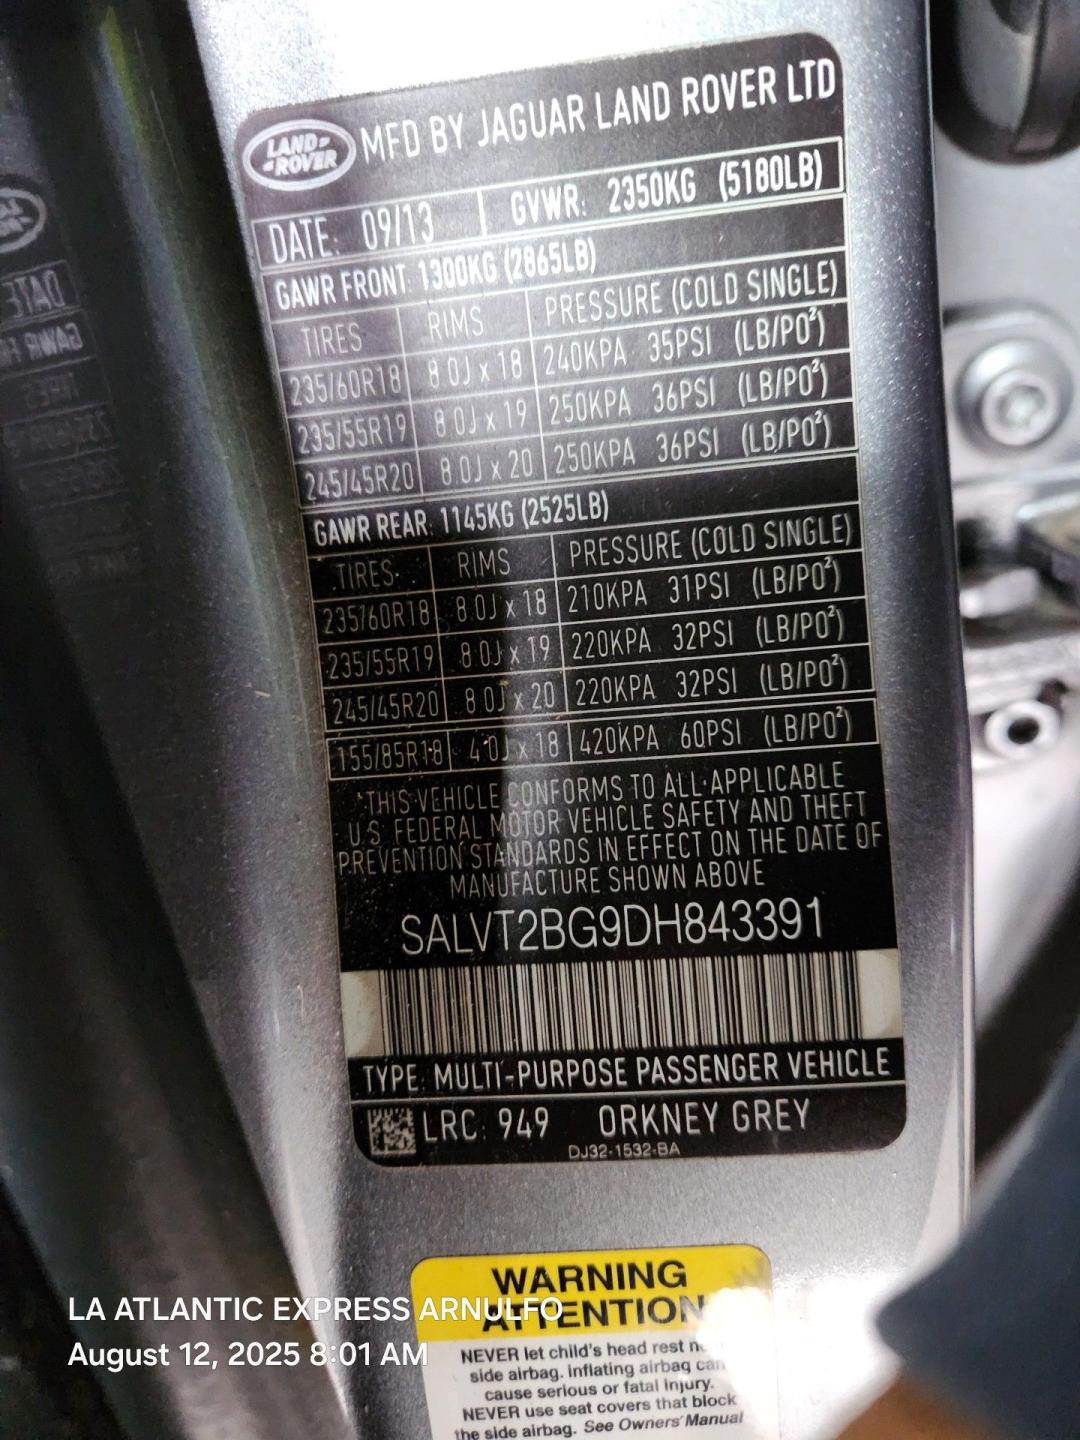 LAND ROVER
MFD BY JAGUAR LAND ROVER LTD
DATE: 09/13 GVWR: 2350KG (5180LB)
GAWR FRONT: 1300KG (2865LB)
TIRES RIMS PRESSURE (COLD SINGLE)
235/60R18 8.0J x 18 240KPA 35PSI (LB/PO²)
235/55R19 8.0J x 19 250KPA 36PSI (LB/PO²)
245/45R20 8.0J x 20 250KPA 36PSI (LB/PO²)
GAWR REAR: 1145KG (2525LB)
TIRES RIMS PRESSURE (COLD SINGLE)
235/60R18 8.0J x 18 210KPA 31PSI (LB/PO²)
235/55R19 8.0J x 19 220KPA 32PSI (LB/PO²)
245/45R20 8.0J x 20 220KPA 32PSI (LB/PO²)
155/85R18 4.0J x 18 420KPA 60PSI (LB/PO²)
THIS VEHICLE CONFORMS TO ALL APPLICABLE
U.S. FEDERAL MOTOR VEHICLE SAFETY AND THEFT
PREVENTION STANDARDS IN EFFECT ON THE DATE OF
MANUFACTURE SHOWN ABOVE
SALVT2BG9DH843391
TYPE: MULTI-PURPOSE PASSENGER VEHICLE
LRC: 949 ORKNEY GREY
DJ32-1532-BA
WARNING
ATTENTION
NEVER let child's head rest
side airbag. Inflating airbag can
cause serious or fatal injury.
NEVER use seat covers that block
the side airbag. See Owners' Manual
LA ATLANTIC EXPRESS ARNULFO
August 12, 2025 8:01 AM